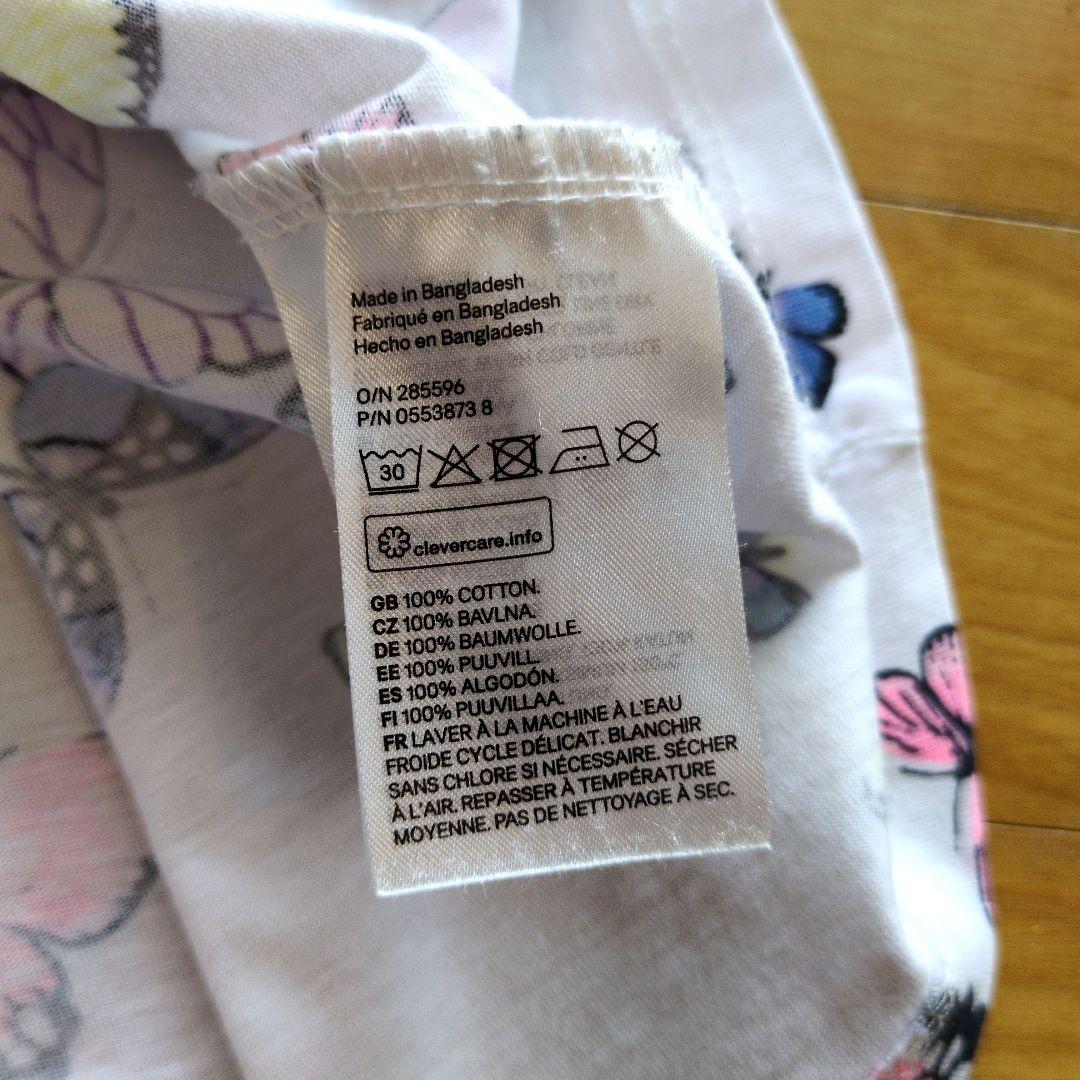 Made in Bangladesh
Fabriqué en Bangladesh
Hecho en Bangladesh
O/N 285596
P/N 0553873 8
30
clevercare.info
GB 100% COTTON.
CZ 100% BAVLNA.
DE 100% BAUMWOLLE.
EE 100% PUUVILL.
ES 100% ALGODÓN.
FI 100% PUUVILLAA.
FR LAVER À LA MACHINE À L'EAU
FROIDE CYCLE DÉLICAT. BLANCHIR
SANS CHLORE SI NÉCESSAIRE. SÉCHER
À L'AIR. REPASSER À TEMPÉRATURE
MOYENNE. PAS DE NETTOYAGE À SEC.